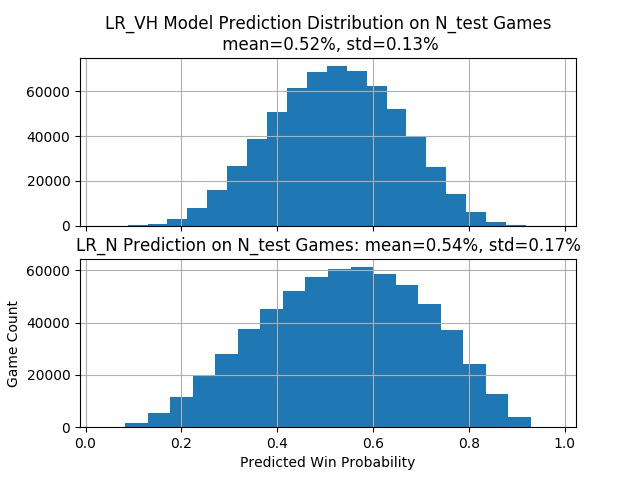 LR_VH Model Prediction Distribution on N_test Games
mean=0.52%, std=0.13%
60000
40000
20000
0
LR_N Prediction on N_test Games: mean=0.54%, std=0.17%
60000
40000
20000
0
Game Count
0.0 0.2 0.4 0.6 0.8 1.0
Predicted Win Probability